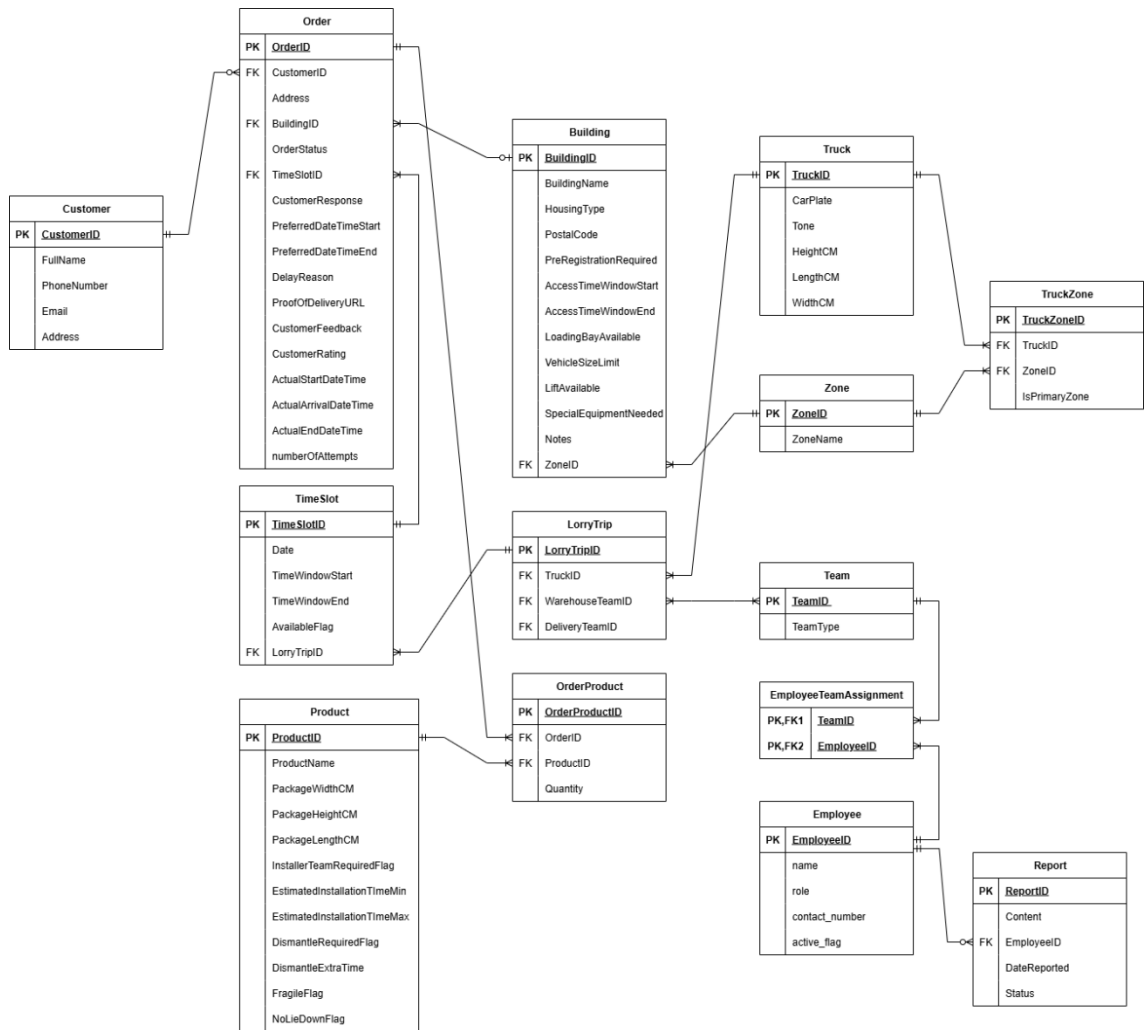 Order
PK OrderID
FK CustomerID
Address
FK BuildingID
OrderStatus
FK TimeSlotID
CustomerResponse
PreferredDateTimeStart
PreferredDateTimeEnd
DelayReason
ProofOfDeliveryURL
CustomerFeedback
CustomerRating
ActualStartDateTime
ActualArrivalDateTime
ActualEndDateTime
numberOfAttempts
Customer
PK CustomerID
FullName
PhoneNumber
Email
Address
TimeSlot
PK TimeSlotID
Date
TimeWindowStart
TimeWindowEnd
AvailableFlag
FK LorryTripID
Product
PK ProductID
ProductName
PackageWidthCM
PackageHeightCM
PackageLengthCM
InstallerTeamRequiredFlag
EstimatedInstallationTImeMin
EstimatedInstallationTImeMax
DismantleRequiredFlag
DismantleExtraTime
FragileFlag
NoLieDownFlag
Building
PK BuildingID
BuildingName
HousingType
PostalCode
PreRegistrationRequired
AccessTimeWindowStart
AccessTimeWindowEnd
LoadingBayAvailable
VehicleSizeLimit
LiftAvailable
SpecialEquipmentNeeded
Notes
FK ZoneID
LorryTrip
PK LorryTripID
FK TruckID
FK WarehouseTeamID
FK DeliveryTeamID
OrderProduct
PK OrderProductID
FK OrderID
FK ProductID
Quantity
Truck
PK TruckID
CarPlate
Tone
HeightCM
LengthCM
WidthCM
Zone
PK ZoneID
ZoneName
TruckZone
PK TruckZoneID
FK TruckID
FK ZoneID
IsPrimaryZone
Team
PK TeamID
TeamType
EmployeeTeamAssignment
PK,FK1 TeamID
PK,FK2 EmployeeID
Employee
PK EmployeeID
name
role
contact_number
active_flag
Report
PK ReportID
Content
FK EmployeeID
DateReported
Status